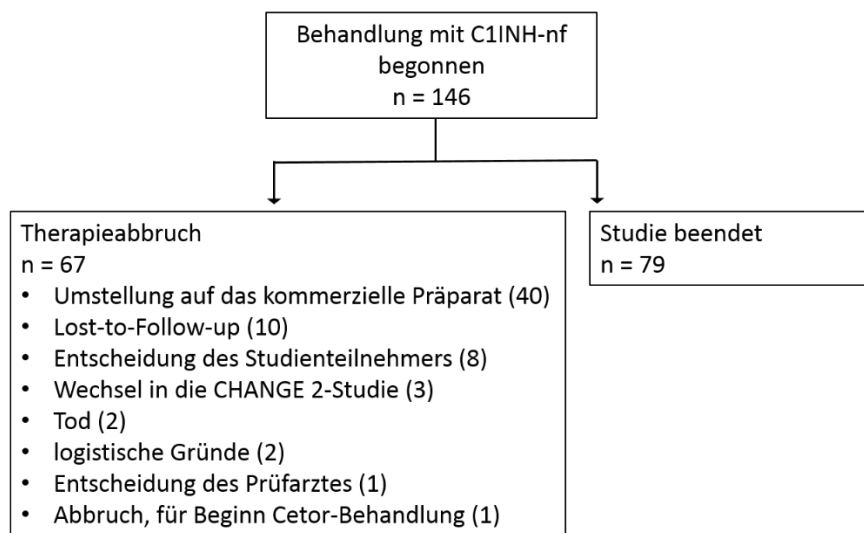 Behandlung mit C1INH-nf
begonnen
n = 146
Therapieabbruch
n = 67
• Umstellung auf das kommerzielle Präparat (40)
• Lost-to-Follow-up (10)
• Entscheidung des Studienteilnehmers (8)
• Wechsel in die CHANGE 2-Studie (3)
• Tod (2)
• logistische Gründe (2)
• Entscheidung des Prüfarztes (1)
• Abbruch, für Beginn Cetor-Behandlung (1)
Studie beendet
n = 79